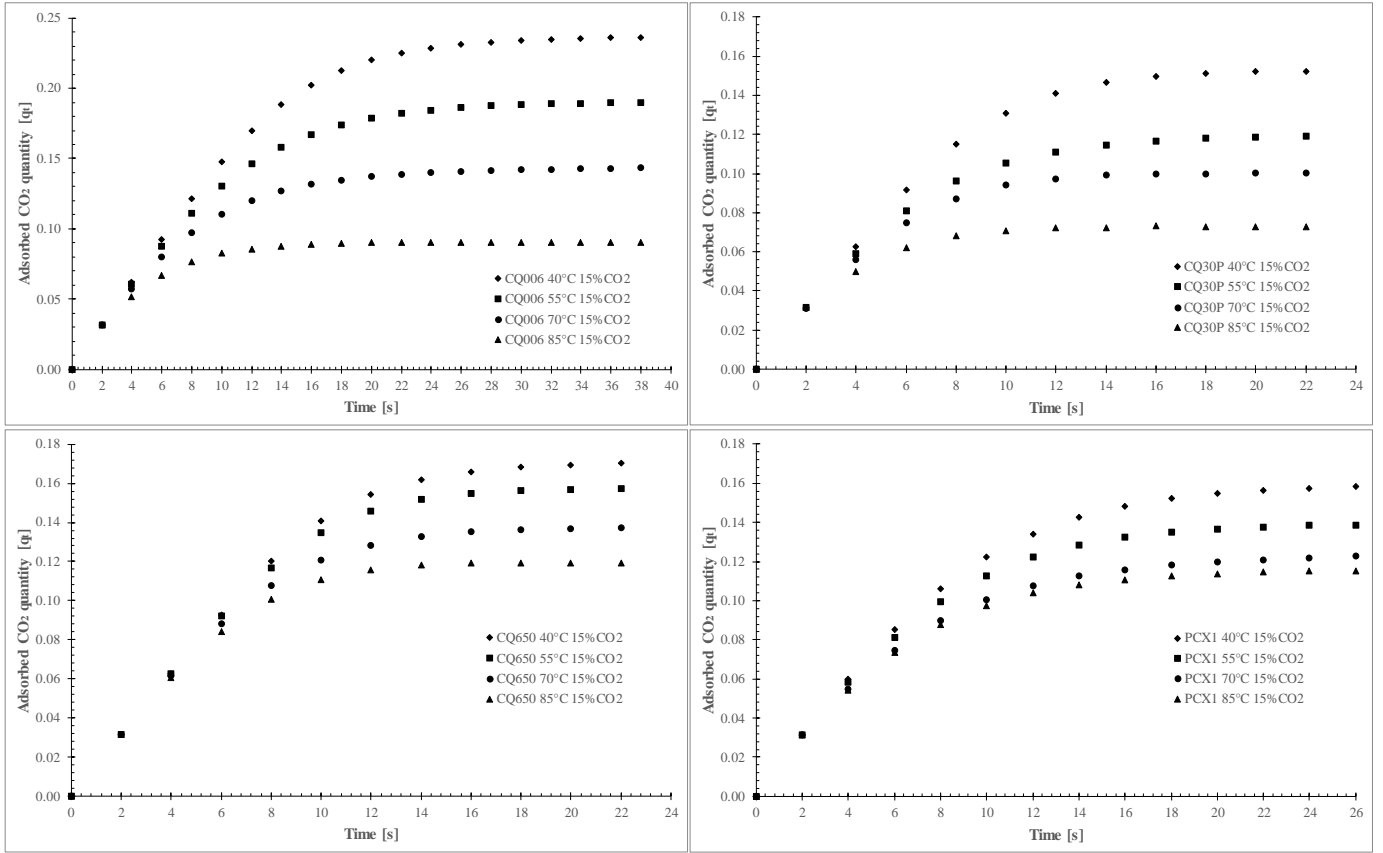 0.25
0.20
0.15
0.10
0.05
0.00
Adsorbed CO₂ quantity [qₜ]
CQ006 40°C 15%CO2
CQ006 55°C 15%CO2
CQ006 70°C 15%CO2
CQ006 85°C 15%CO2
0 2 4 6 8 10 12 14 16 18 20 22 24 26 28 30 32 34 36 38 40
Time [s]
0.18
0.16
0.14
0.12
0.10
0.08
0.06
0.04
0.02
0.00
Adsorbed CO₂ quantity [qₜ]
CQ30P 40°C 15%CO2
CQ30P 55°C 15%CO2
CQ30P 70°C 15%CO2
CQ30P 85°C 15%CO2
0 2 4 6 8 10 12 14 16 18 20 22 24
Time [s]
0.18
0.16
0.14
0.12
0.10
0.08
0.06
0.04
0.02
0.00
Adsorbed CO₂ quantity [qₜ]
CQ650 40°C 15%CO2
CQ650 55°C 15%CO2
CQ650 70°C 15%CO2
CQ650 85°C 15%CO2
0 2 4 6 8 10 12 14 16 18 20 22 24
Time [s]
0.18
0.16
0.14
0.12
0.10
0.08
0.06
0.04
0.02
0.00
Adsorbed CO₂ quantity [qₜ]
PCX1 40°C 15%CO2
PCX1 55°C 15%CO2
PCX1 70°C 15%CO2
PCX1 85°C 15%CO2
0 2 4 6 8 10 12 14 16 18 20 22 24 26
Time [s]